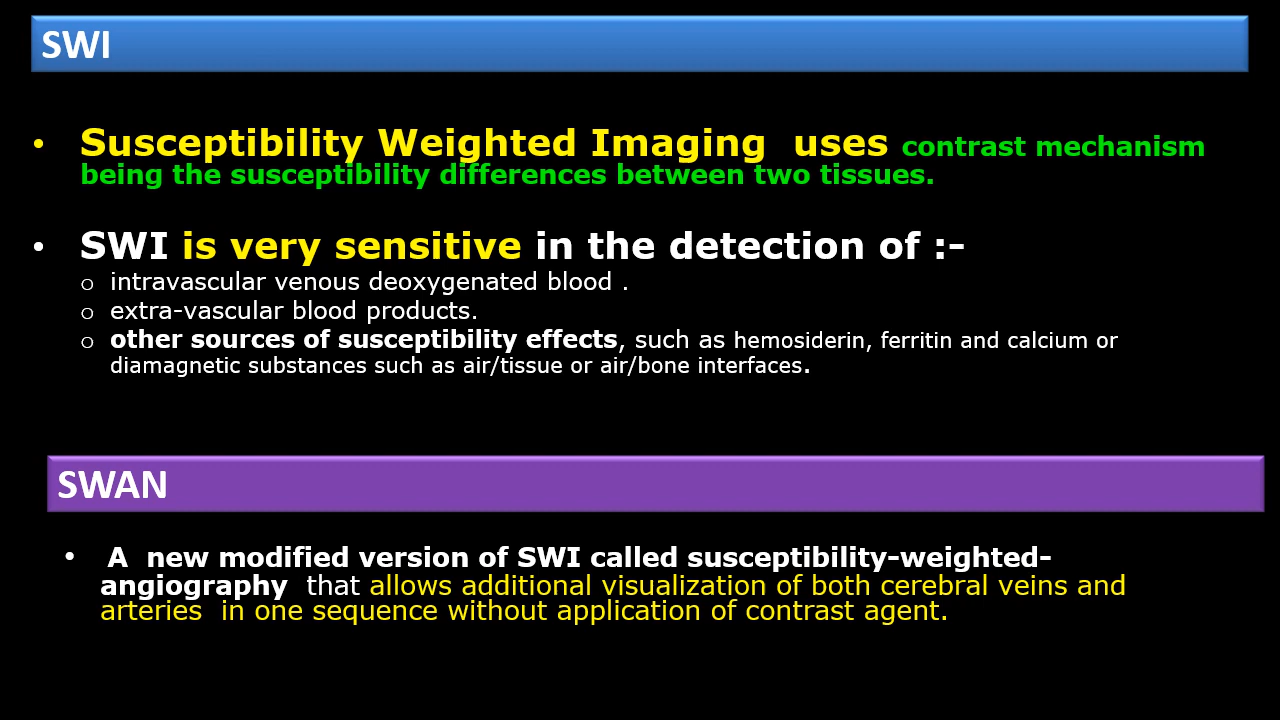 SWI
• Susceptibility Weighted Imaging  uses contrast mechanism
being the susceptibility differences between two tissues.
• SWI is very sensitive in the detection of :-
o intravascular venous deoxygenated blood .
o extra-vascular blood products.
o other sources of susceptibility effects, such as hemosiderin, ferritin and calcium or
diamagnetic substances such as air/tissue or air/bone interfaces.
SWAN
• A  new modified version of SWI called susceptibility-weighted-
angiography  that allows additional visualization of both cerebral veins and
arteries  in one sequence without application of contrast agent.